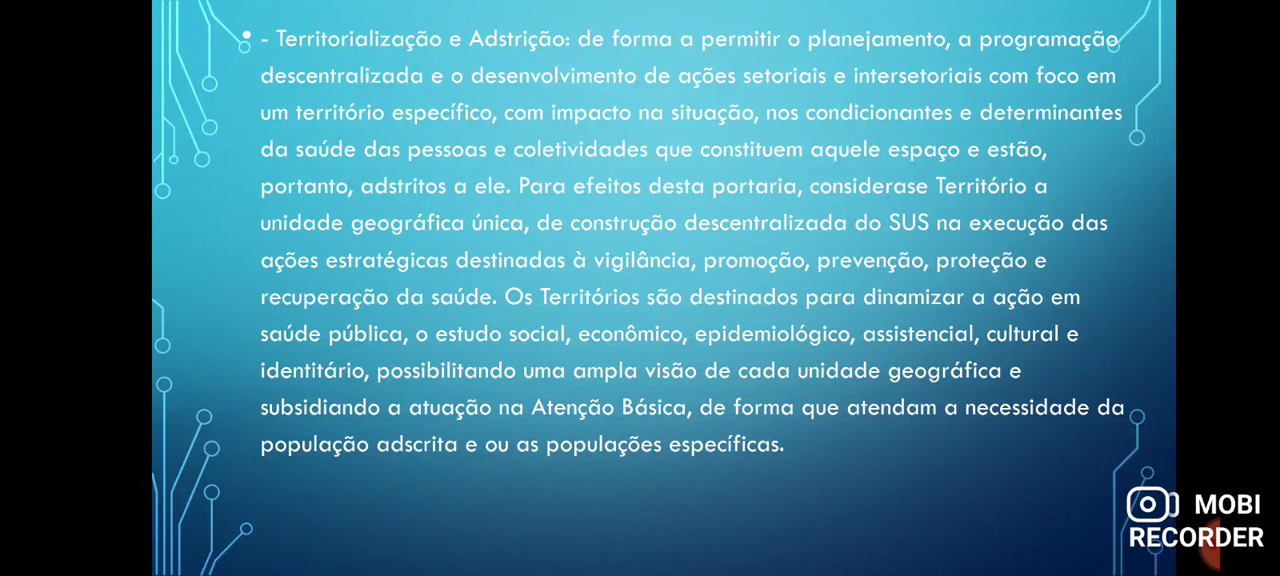 - Territorialização e Adstrição: de forma a permitir o planejamento, a programação
descentralizada e o desenvolvimento de ações setoriais e intersetoriais com foco em
um território específico, com impacto na situação, nos condicionantes e determinantes
da saúde das pessoas e coletividades que constituem aquele espaço e estão,
portanto, adstritos a ele. Para efeitos desta portaria, considerase Território a
unidade geográfica única, de construção descentralizada do SUS na execução das
ações estratégicas destinadas à vigilância, promoção, prevenção, proteção e
recuperação da saúde. Os Territórios são destinados para dinamizar a ação em
saúde pública, o estudo social, econômico, epidemiológico, assistencial, cultural e
identitário, possibilitando uma ampla visão de cada unidade geográfica e
subsidiando a atuação na Atenção Básica, de forma que atendam a necessidade da
população adscrita e ou as populações específicas.
MOBI
RECORDER